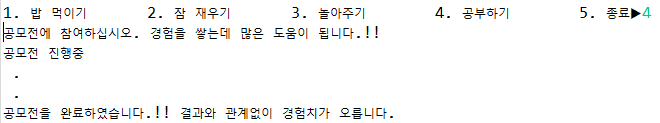 1. 밥 먹이기 2. 잠 재우기 3. 놀아주기 4. 공부하기 5. 종료▶4
공모전에 참여하십시오. 경험을 쌓는데 많은 도움이 됩니다.!!
공모전 진행중
.
.
공모전을 완료하였습니다.!! 결과와 관계없이 경험치가 오릅니다.